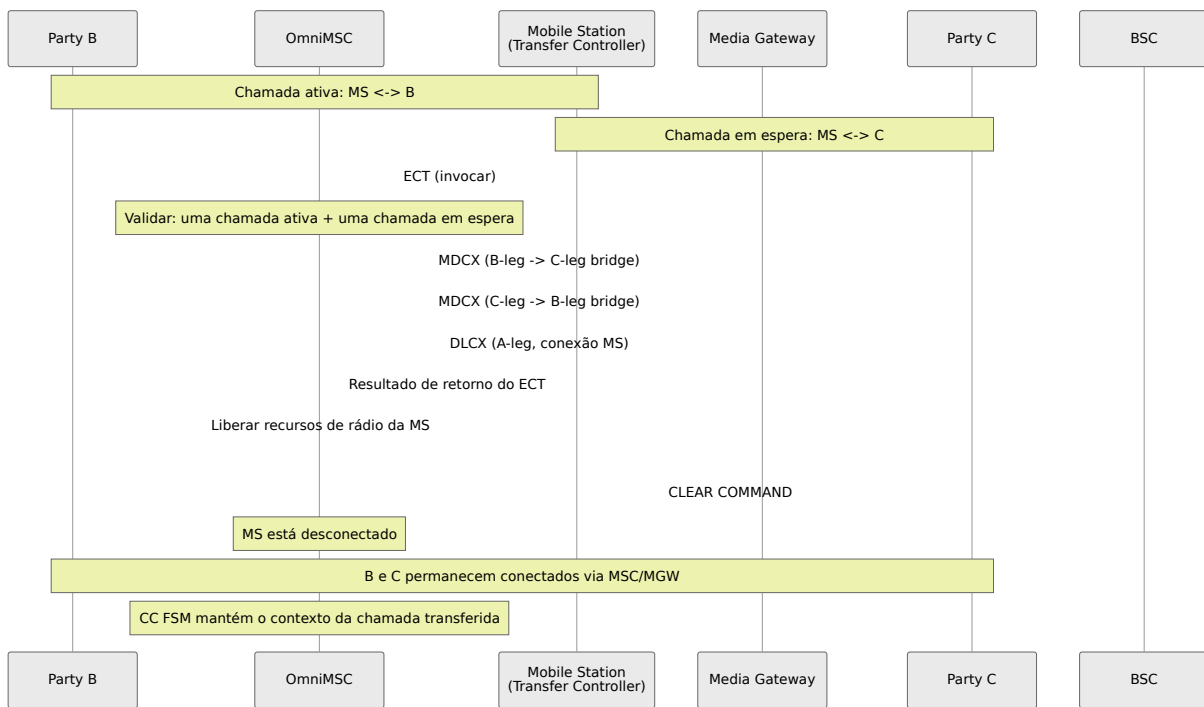 Party B
OmniMSC
Mobile Station
(Transfer Controller)
Media Gateway
Party C
BSC
Chamada ativa: MS <-> B
Chamada em espera: MS <-> C
ECT (invocar)
Validar: uma chamada ativa + uma chamada em espera
MDCX (B-leg -> C-leg bridge)
MDCX (C-leg -> B-leg bridge)
DLCX (A-leg, conexão MS)
Resultado de retorno do ECT
Liberar recursos de rádio da MS
CLEAR COMMAND
MS está desconectado
B e C permanecem conectados via MSC/MGW
CC FSM mantém o contexto da chamada transferida
Party B
OmniMSC
Mobile Station
(Transfer Controller)
Media Gateway
Party C
BSC